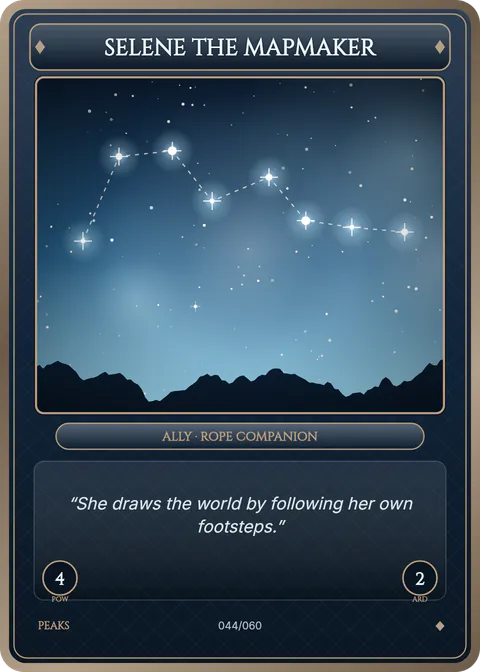 SELENE THE MAPMAKER
ALLY · ROPE COMPANION
“She draws the world by following her own
footsteps.”
4
POW
2
ARD
PEAKS
044/060